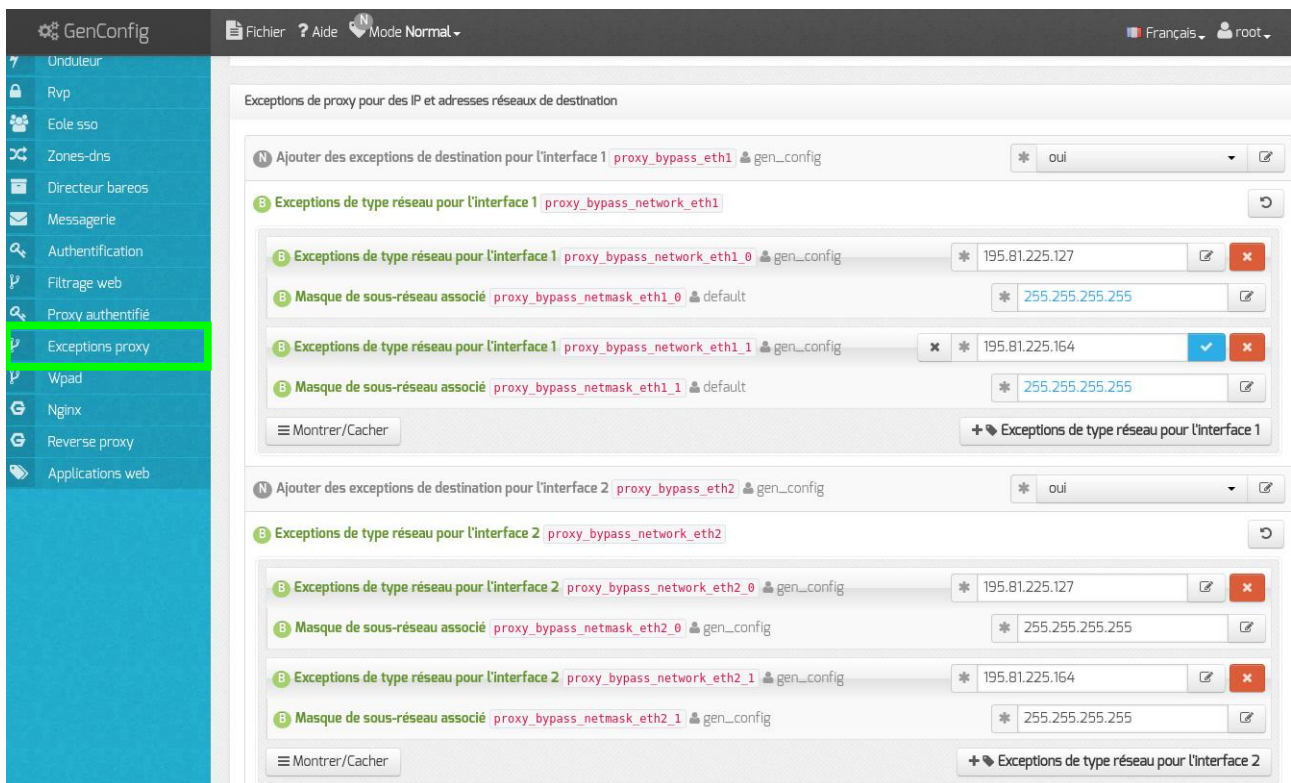 GenConfig Fichier ? Aide N Mode Normal Français root
Onduleur
Rvp
Eole sso
Zones-dns
Directeur bareos
Messagerie
Authentification
Filtrage web
Proxy authentifié
Exceptions proxy
Wpad
Nginx
Reverse proxy
Applications web
Exceptions de proxy pour des IP et adresses réseaux de destination
N Ajouter des exceptions de destination pour l'interface 1 proxy_bypass_eth1 gen_config * oui
B Exceptions de type réseau pour l'interface 1 proxy_bypass_network_eth1
B Exceptions de type réseau pour l'interface 1 proxy_bypass_network_eth1_0 gen_config * 195.81.225.127
B Masque de sous-réseau associé proxy_bypass_netmask_eth1_0 default * 255.255.255.255
B Exceptions de type réseau pour l'interface 1 proxy_bypass_network_eth1_1 gen_config * 195.81.225.164
B Masque de sous-réseau associé proxy_bypass_netmask_eth1_1 default * 255.255.255.255
Montrer/Cacher + Exceptions de type réseau pour l'interface 1
N Ajouter des exceptions de destination pour l'interface 2 proxy_bypass_eth2 gen_config * oui
B Exceptions de type réseau pour l'interface 2 proxy_bypass_network_eth2
B Exceptions de type réseau pour l'interface 2 proxy_bypass_network_eth2_0 gen_config * 195.81.225.127
B Masque de sous-réseau associé proxy_bypass_netmask_eth2_0 gen_config * 255.255.255.255
B Exceptions de type réseau pour l'interface 2 proxy_bypass_network_eth2_1 gen_config * 195.81.225.164
B Masque de sous-réseau associé proxy_bypass_netmask_eth2_1 gen_config * 255.255.255.255
Montrer/Cacher + Exceptions de type réseau pour l'interface 2